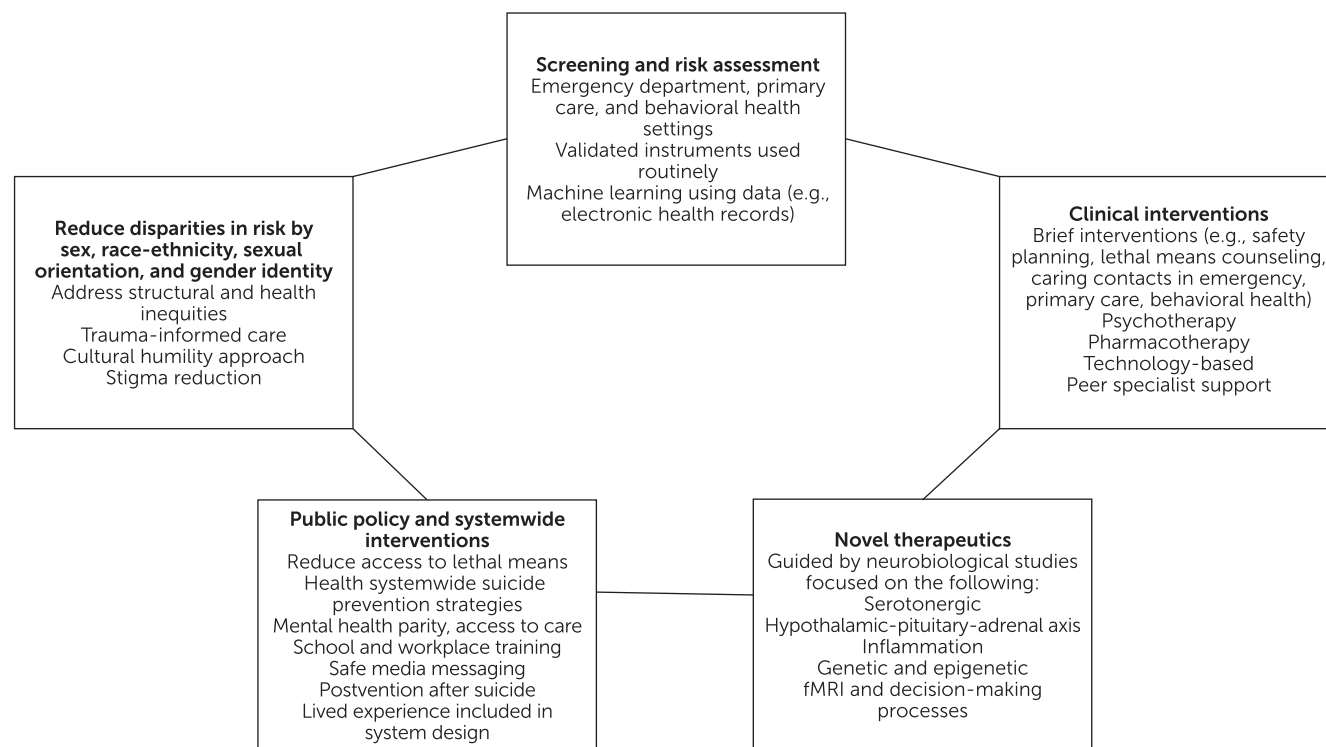 Screening and risk assessment
Emergency department, primary
care, and behavioral health
settings
Validated instruments used
routinely
Machine learning using data (e.g.,
electronic health records)
Reduce disparities in risk by
sex, race-ethnicity, sexual
orientation, and gender identity
Address structural and health
inequities
Trauma-informed care
Cultural humility approach
Stigma reduction
Clinical interventions
Brief interventions (e.g., safety
planning, lethal means counseling,
caring contacts in emergency,
primary care, behavioral health)
Psychotherapy
Pharmacotherapy
Technology-based
Peer specialist support
Public policy and systemwide
interventions
Reduce access to lethal means
Health systemwide suicide
prevention strategies
Mental health parity, access to care
School and workplace training
Safe media messaging
Postvention after suicide
Lived experience included in
system design
Novel therapeutics
Guided by neurobiological studies
focused on the following:
Serotonergic
Hypothalamic-pituitary-adrenal axis
Inflammation
Genetic and epigenetic
fMRI and decision-making
processes